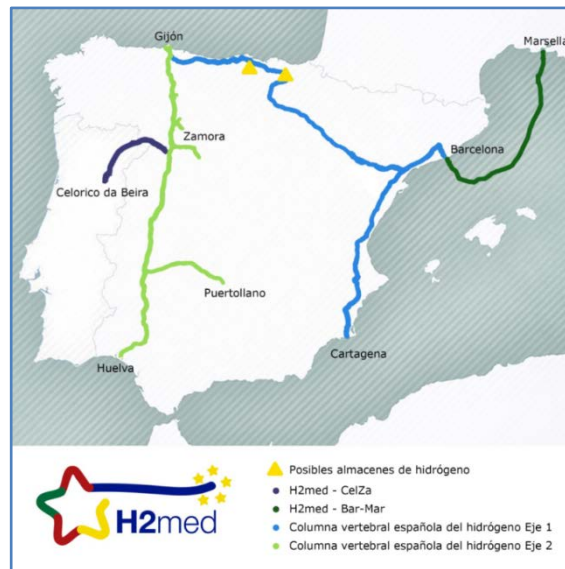 Gijón
Marsella
Zamora
Barcelona
Celorico da Beira
Puertollano
Huelva
Cartagena
H2med
Posibles almacenes de hidrógeno
H2med - CelZa
H2med - Bar-Mar
Columna vertebral española del hidrógeno Eje 1
Columna vertebral española del hidrógeno Eje 2